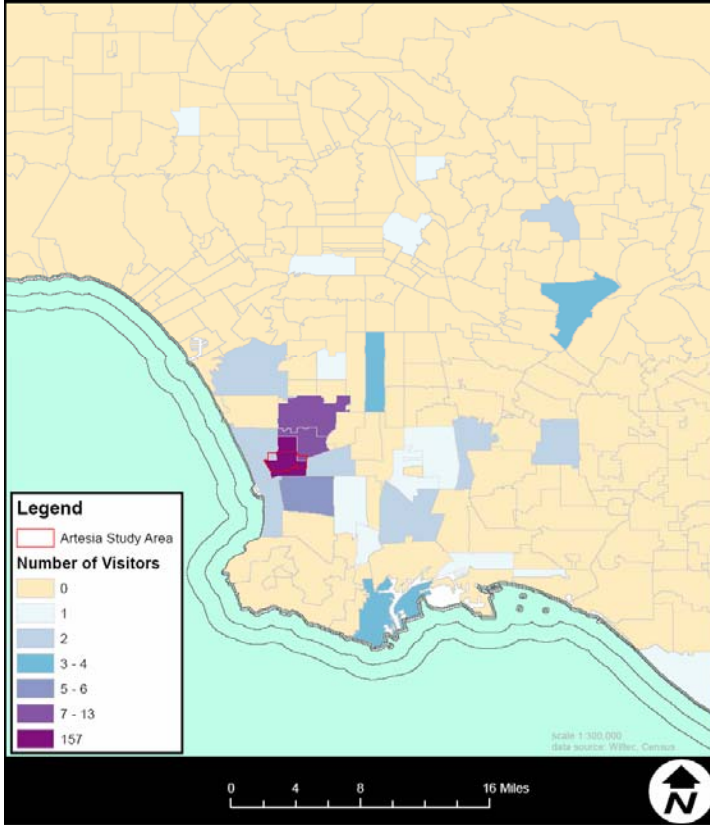 Legend
Artesia Study Area
Number of Visitors
0
1
2
3 - 4
5 - 6
7 - 13
157
scale 1:300,000
data source: Wiltec, Census
0 4 8 16 Miles
N